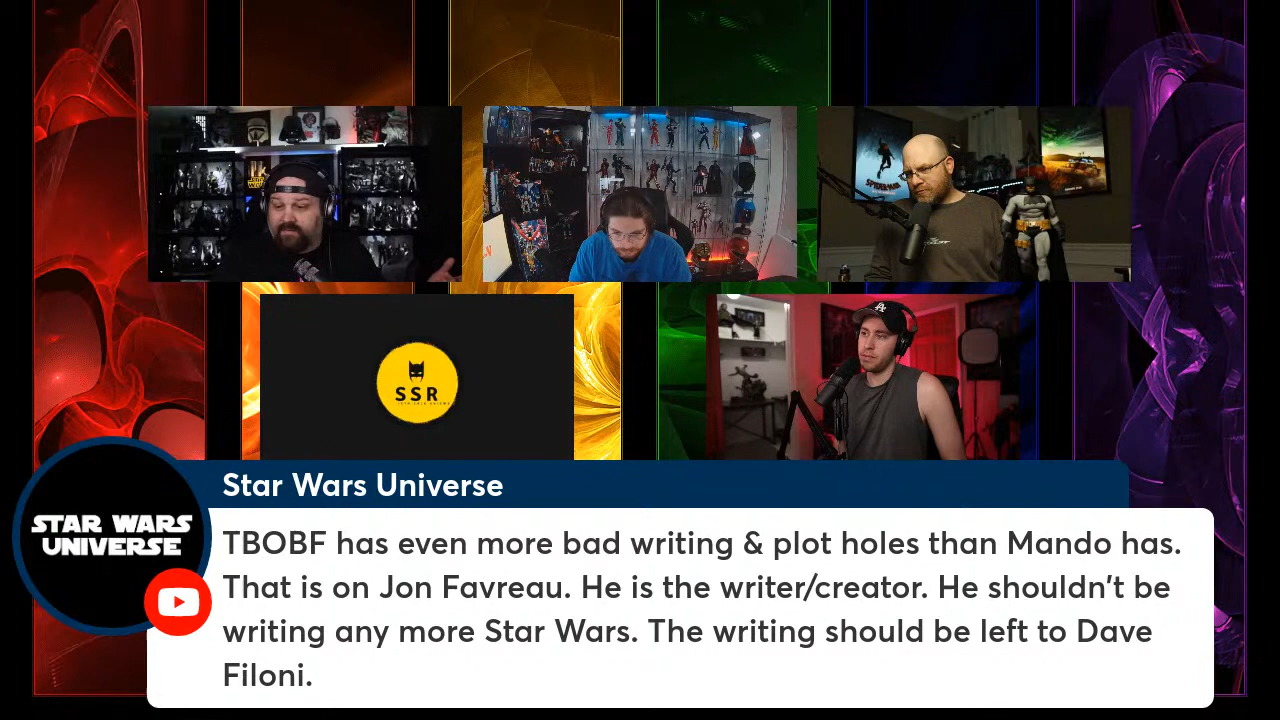 SPIDER-MAN
SSR
Star Wars Universe
STAR WARS
UNIVERSE
TBOBF has even more bad writing & plot holes than Mando has.
That is on Jon Favreau. He is the writer/creator. He shouldn't be
writing any more Star Wars. The writing should be left to Dave
Filoni.